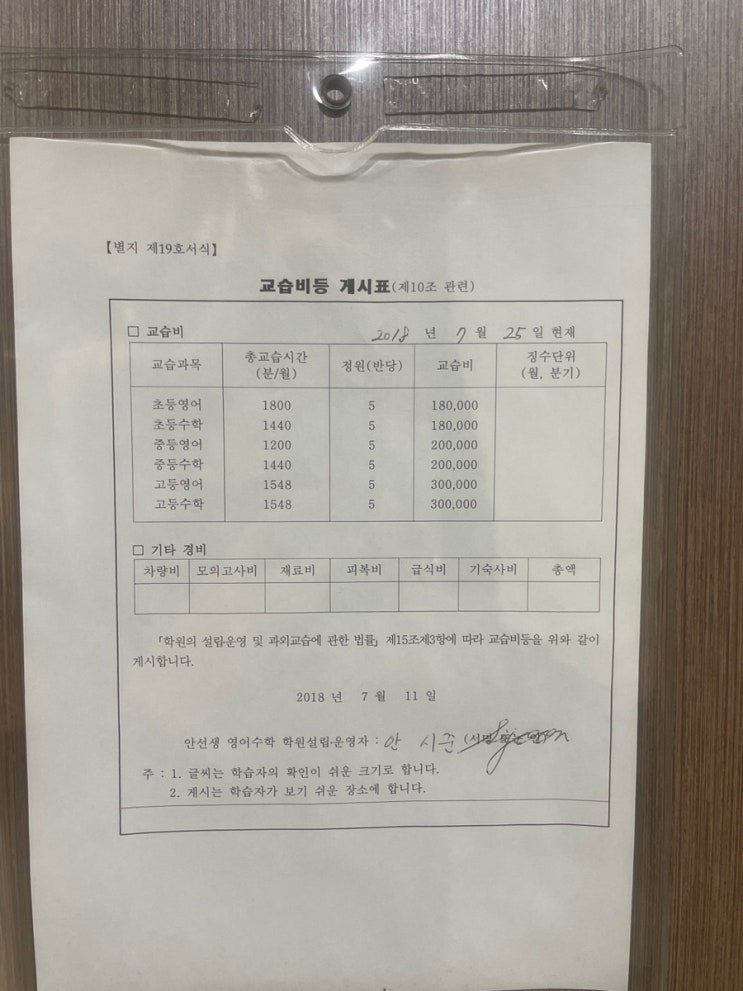 【별지 제19호서식】
교습비등 게시표(제10조 관련)
□ 교습비 2018 년 7 월 25 일 현재
교습과목 총교습시간 (분/월) 정원(반당) 교습비 징수단위 (월, 분기)
초등영어 1800 5 180,000
초등수학 1440 5 180,000
중등영어 1200 5 200,000
중등수학 1440 5 200,000
고등영어 1548 5 300,000
고등수학 1548 5 300,000
□ 기타 경비
차량비 모의고사비 재료비 피복비 급식비 기숙사비 총액
「학원의 설립·운영 및 과외교습에 관한 법률」 제15조제3항에 따라 교습비등을 위와 같이
게시합니다.
2018 년 7 월 11 일
안선생 영어수학 학원설립·운영자 : 안 시준
주 : 1. 글씨는 학습자의 확인이 쉬운 크기로 합니다.
2. 게시는 학습자가 보기 쉬운 장소에 합니다.